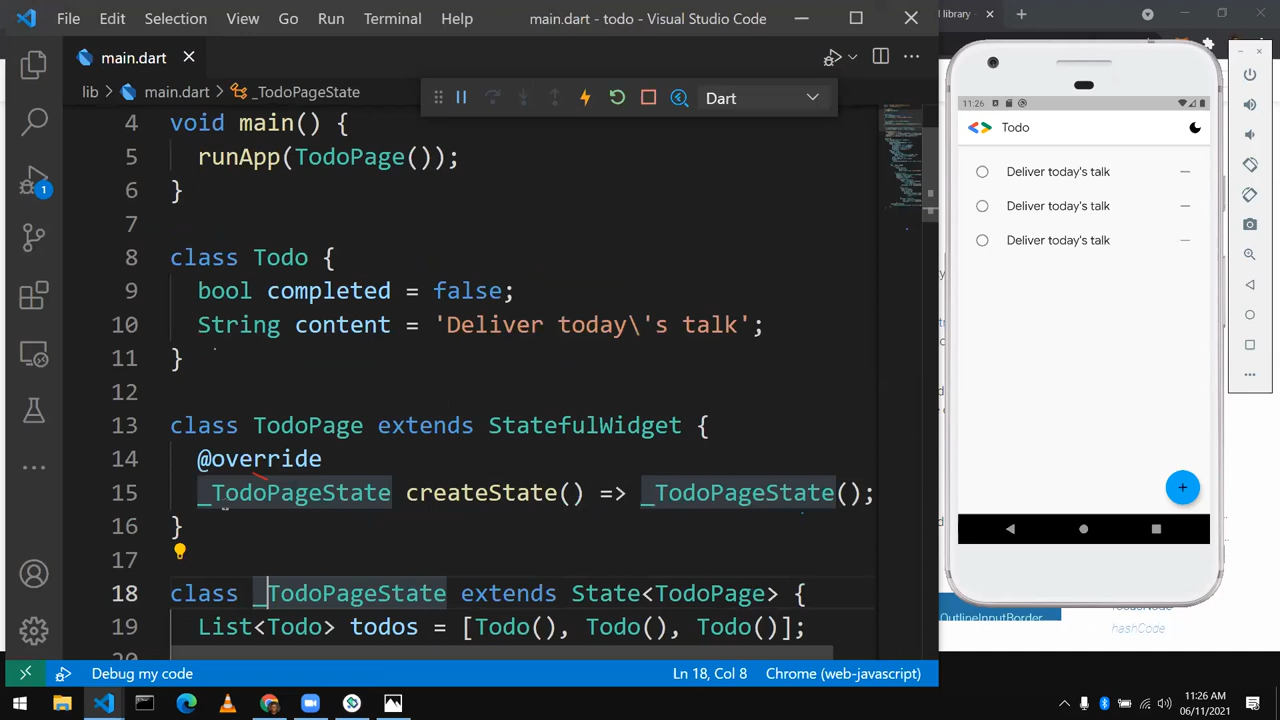 File Edit Selection View Go Run Terminal Help main.dart - todo - Visual Studio Code
main.dart
lib > main.dart > _TodoPageState
Dart
4 void main() {
5 runApp(TodoPage());
6 }
7
8 class Todo {
9 bool completed = false;
10 String content = 'Deliver today\'s talk';
11 }
12
13 class TodoPage extends StatefulWidget {
14 @override
15 _TodoPageState createState() => _TodoPageState();
16 }
17
18 class _TodoPageState extends State<TodoPage> {
19 List<Todo> todos = [Todo(), Todo(), Todo()];
1
Debug my code Ln 18, Col 8 Chrome (web-javascript)
library
11:26
Todo
Deliver today's talk
Deliver today's talk
Deliver today's talk
OutlineInputBorder
hashCode
11:26 AM
06/11/2021